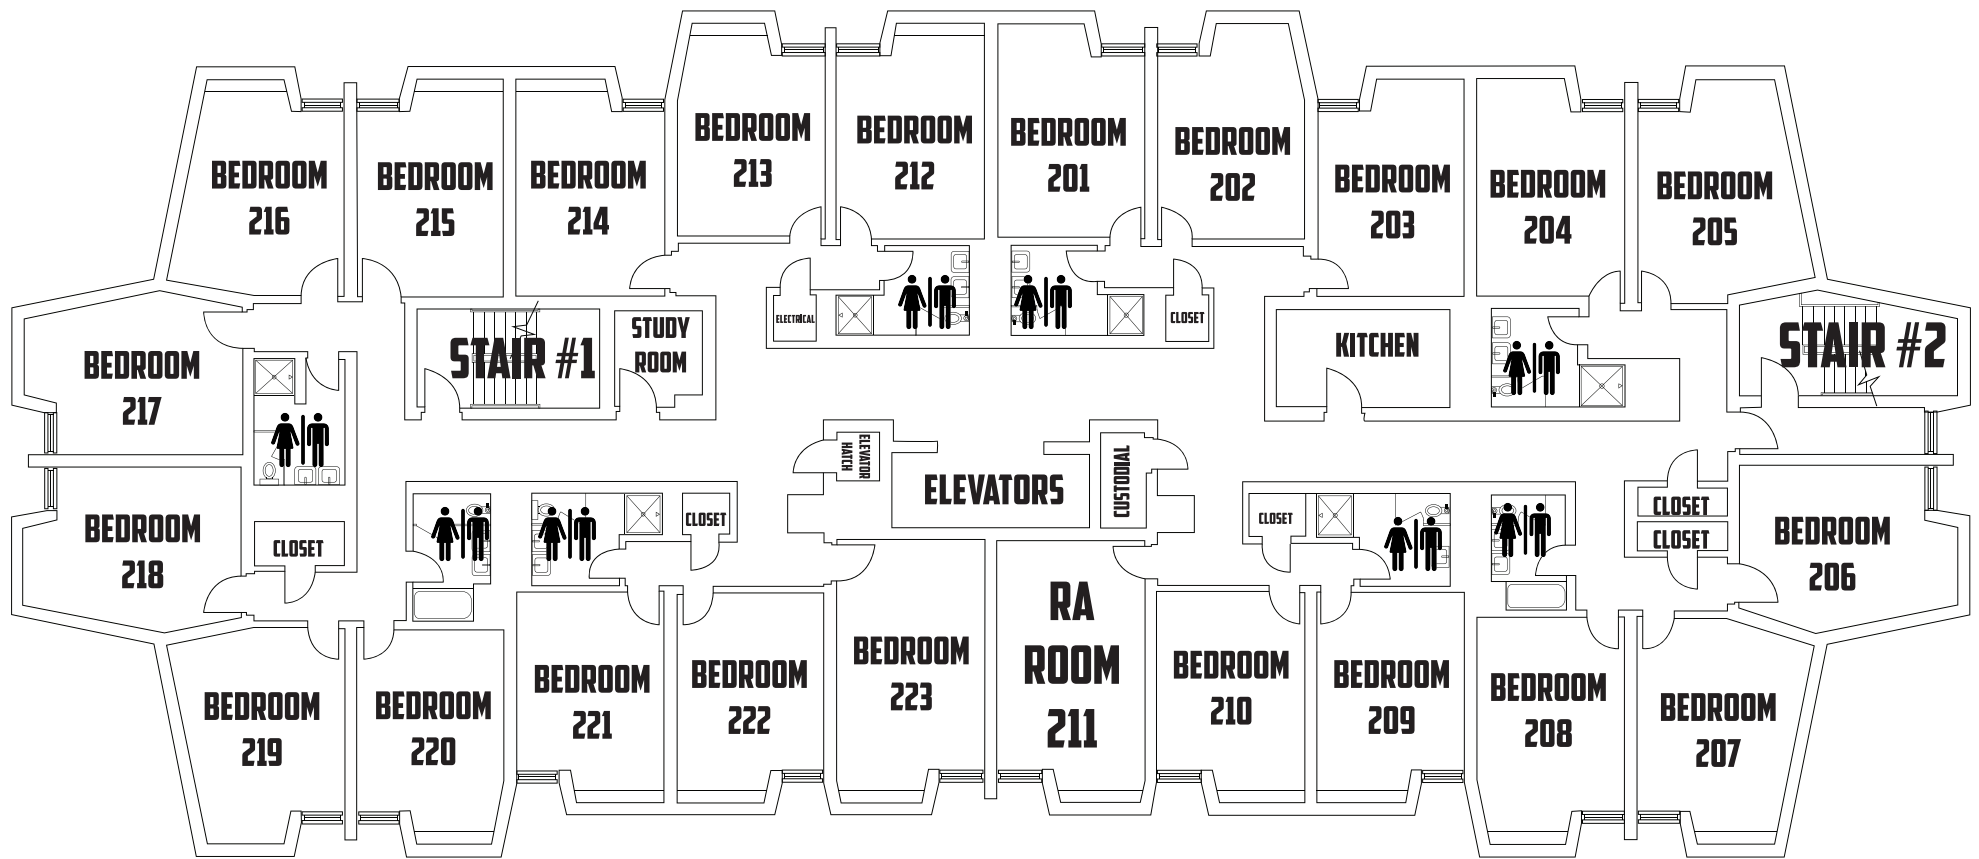 BEDROOM
213
BEDROOM
212
BEDROOM
201
BEDROOM
202
BEDROOM
216
BEDROOM
215
BEDROOM
214
BEDROOM
203
BEDROOM
204
BEDROOM
205
ELECTRICAL
CLOSET
STAIR #1
STUDY
ROOM
KITCHEN
STAIR #2
BEDROOM
217
ELEVATOR
HATCH
ELEVATORS
CUSTODIAL
BEDROOM
218
CLOSET
CLOSET
CLOSET
CLOSET
CLOSET
BEDROOM
206
BEDROOM
219
BEDROOM
220
BEDROOM
221
BEDROOM
222
BEDROOM
223
RA
ROOM
211
BEDROOM
210
BEDROOM
209
BEDROOM
208
BEDROOM
207